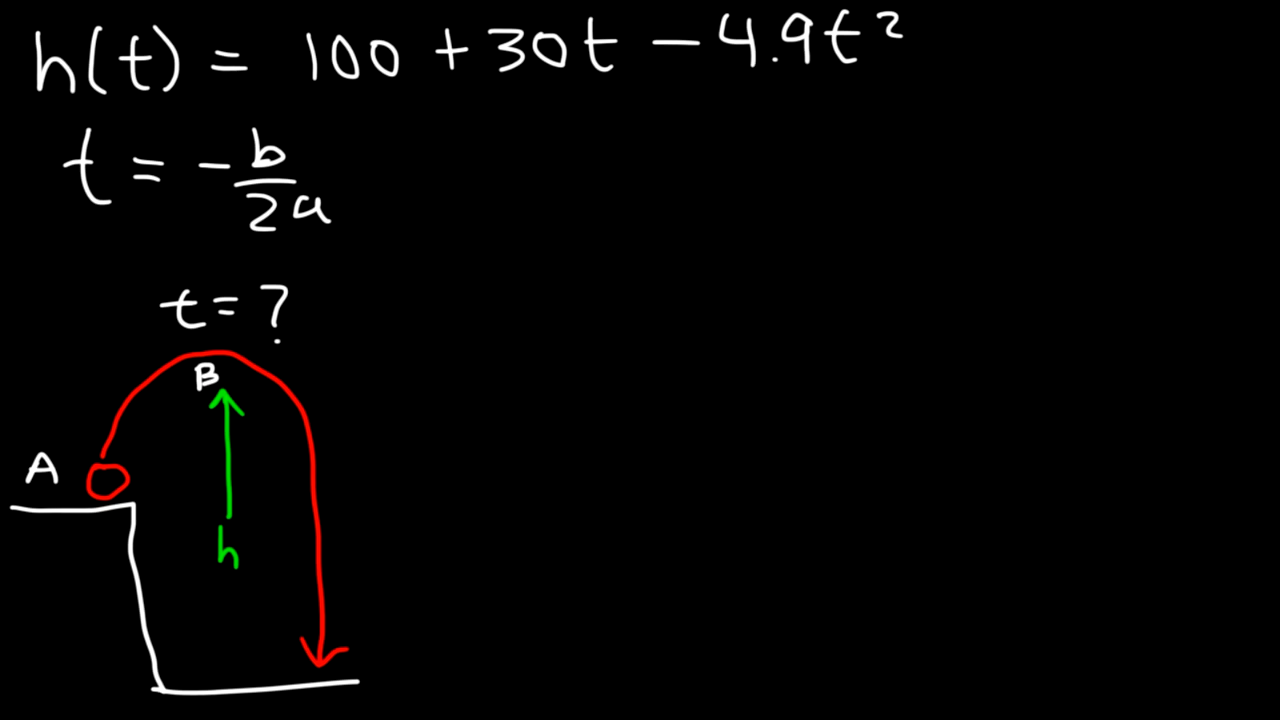 h(t) = 100 + 30t − 4.9t²
t = − b/2a
t = ?
B
A
h